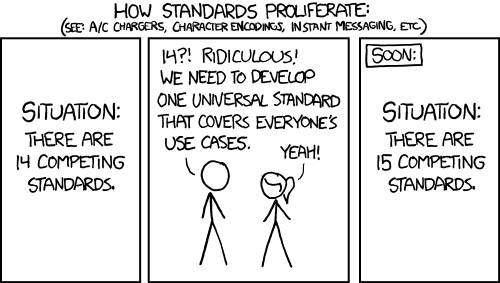 HOW STANDARDS PROLIFERATE:
(SEE: A/C CHARGERS, CHARACTER ENCODINGS, INSTANT MESSAGING, ETC.)
SITUATION:
THERE ARE
14 COMPETING
STANDARDS.
14?! RIDICULOUS!
WE NEED TO DEVELOP
ONE UNIVERSAL STANDARD
THAT COVERS EVERYONE'S
USE CASES.
YEAH!
SOON:
SITUATION:
THERE ARE
15 COMPETING
STANDARDS.